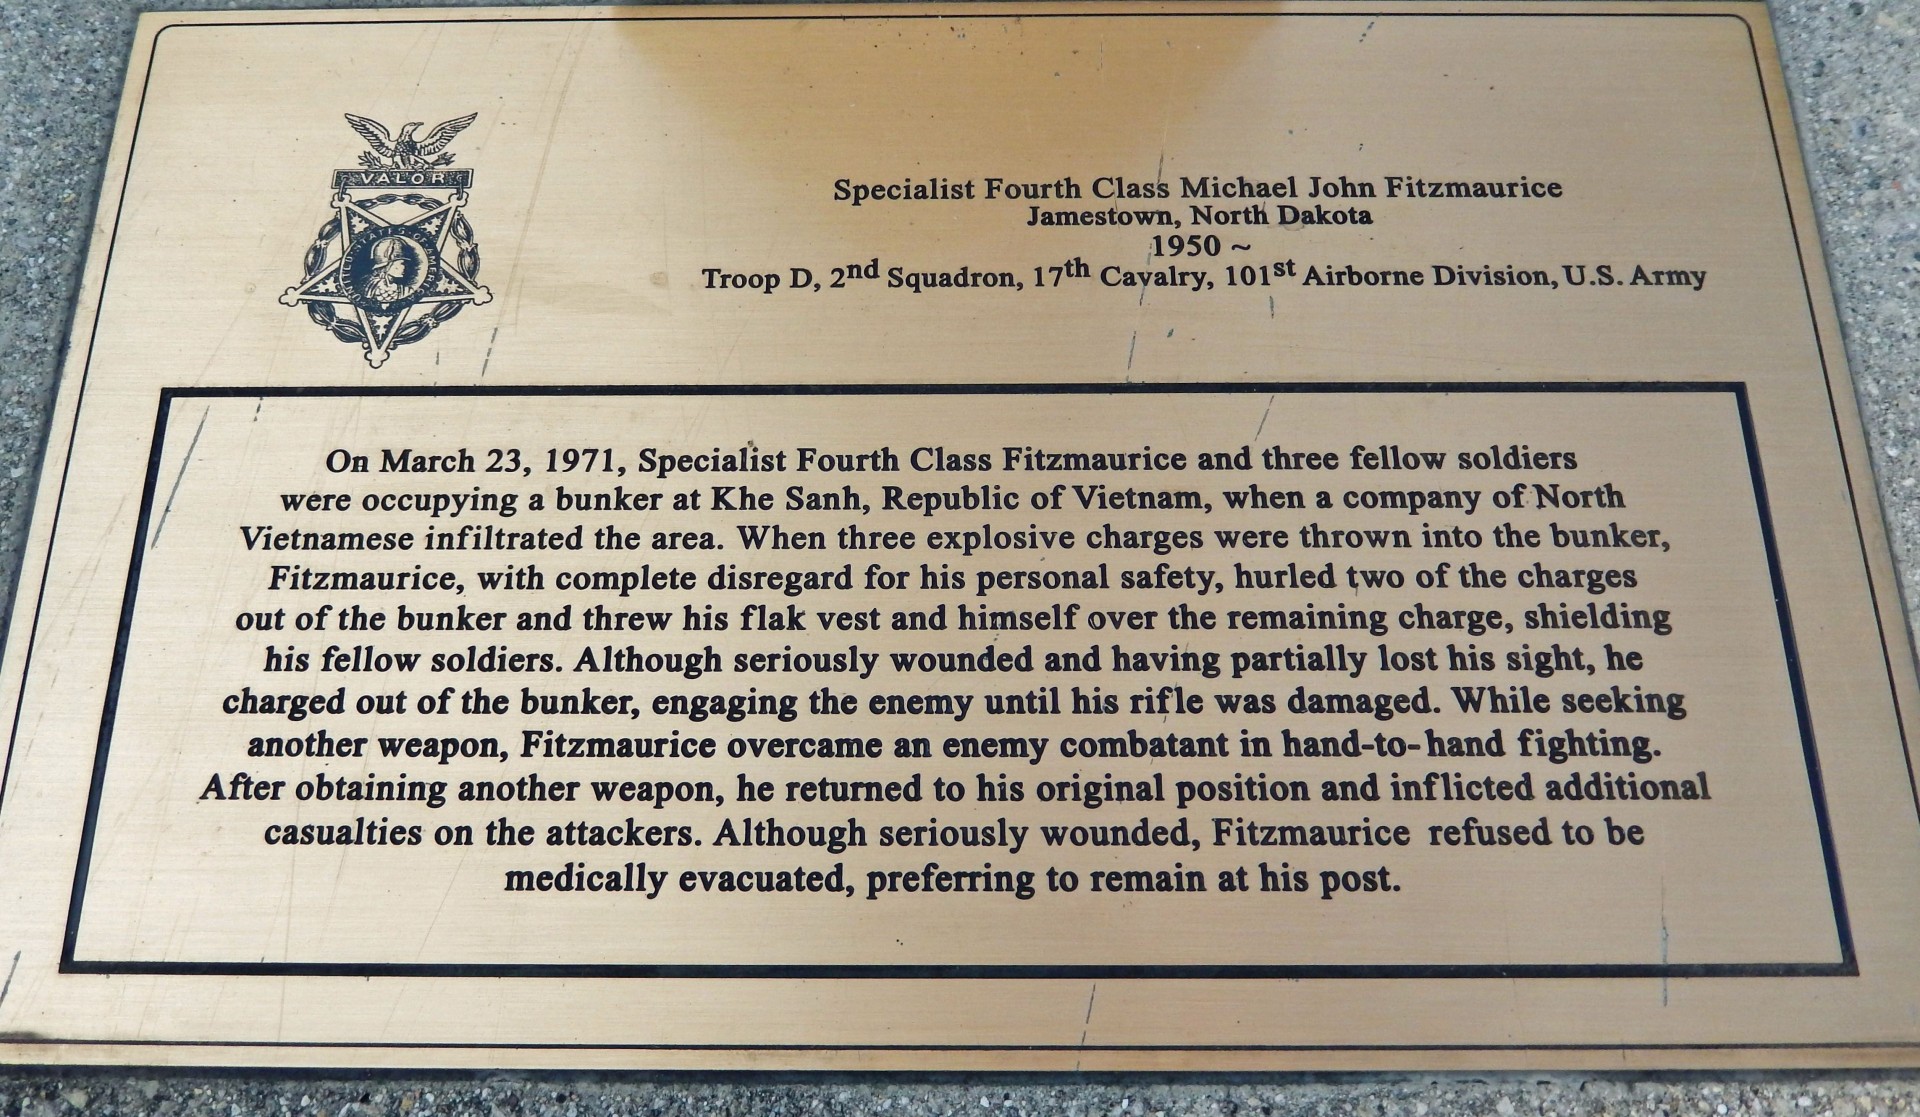 VALOR
UNITED STATES OF AMERICA
Specialist Fourth Class Michael John Fitzmaurice
Jamestown, North Dakota
1950 ~
Troop D, 2nd Squadron, 17th Cavalry, 101st Airborne Division, U.S. Army
On March 23, 1971, Specialist Fourth Class Fitzmaurice and three fellow soldiers
were occupying a bunker at Khe Sanh, Republic of Vietnam, when a company of North
Vietnamese infiltrated the area. When three explosive charges were thrown into the bunker,
Fitzmaurice, with complete disregard for his personal safety, hurled two of the charges
out of the bunker and threw his flak vest and himself over the remaining charge, shielding
his fellow soldiers. Although seriously wounded and having partially lost his sight, he
charged out of the bunker, engaging the enemy until his rifle was damaged. While seeking
another weapon, Fitzmaurice overcame an enemy combatant in hand-to-hand fighting.
After obtaining another weapon, he returned to his original position and inflicted additional
casualties on the attackers. Although seriously wounded, Fitzmaurice refused to be
medically evacuated, preferring to remain at his post.